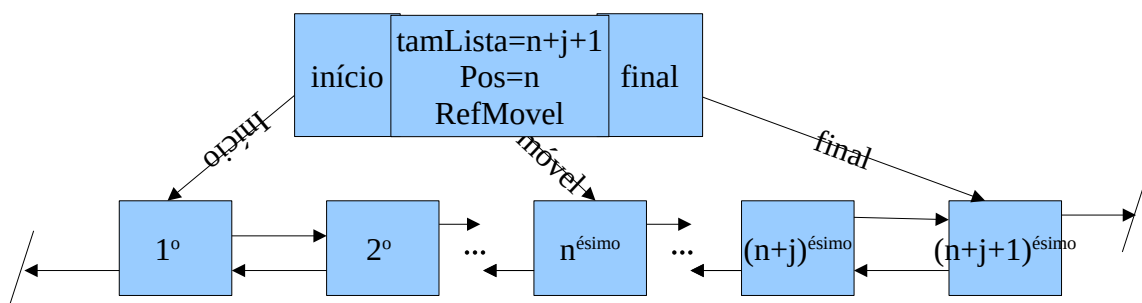 início
tamLista=n+j+1
Pos=n
RefMovel
final
Início
móvel
final
1º
2º
...
nésimo
...
(n+j)ésimo
(n+j+1)ésimo